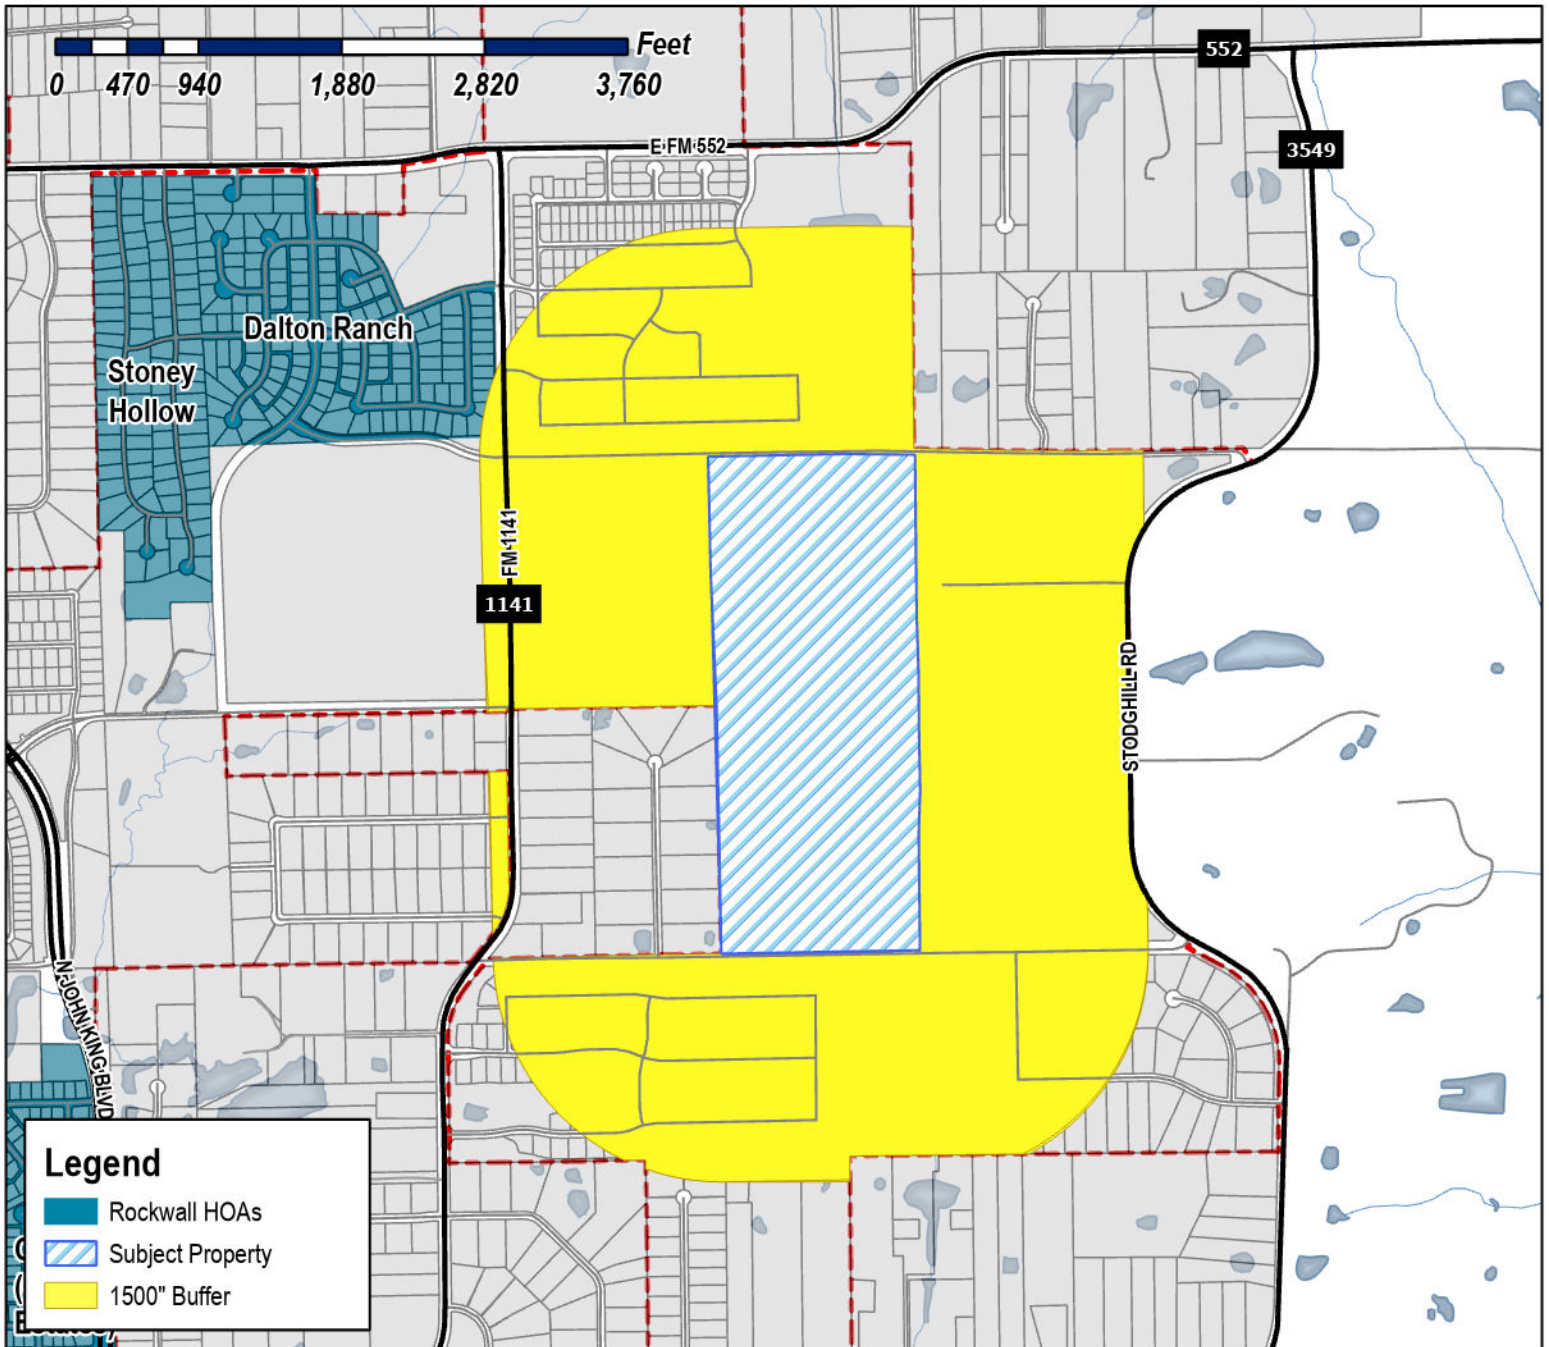 Feet
0 470 940 1,880 2,820 3,760
552
E FM 552
3549
Dalton Ranch
Stoney
Hollow
FM 1141
1141
STODGHILL RD
N JOHN KING BLVD
Legend
Rockwall HOAs
Subject Property
1500" Buffer